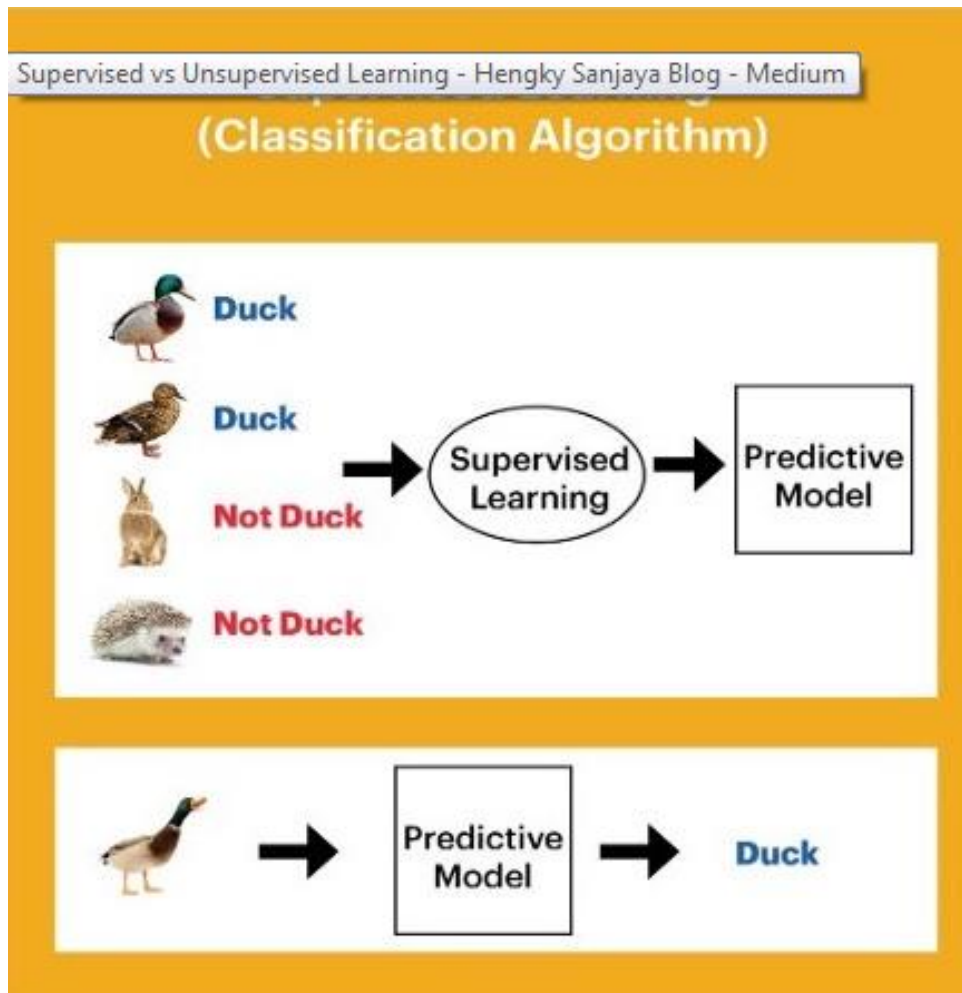 Supervised vs Unsupervised Learning - Hengky Sanjaya Blog - Medium
(Classification Algorithm)
Duck
Duck
Not Duck
Not Duck
Supervised
Learning
Predictive
Model
Predictive
Model
Duck